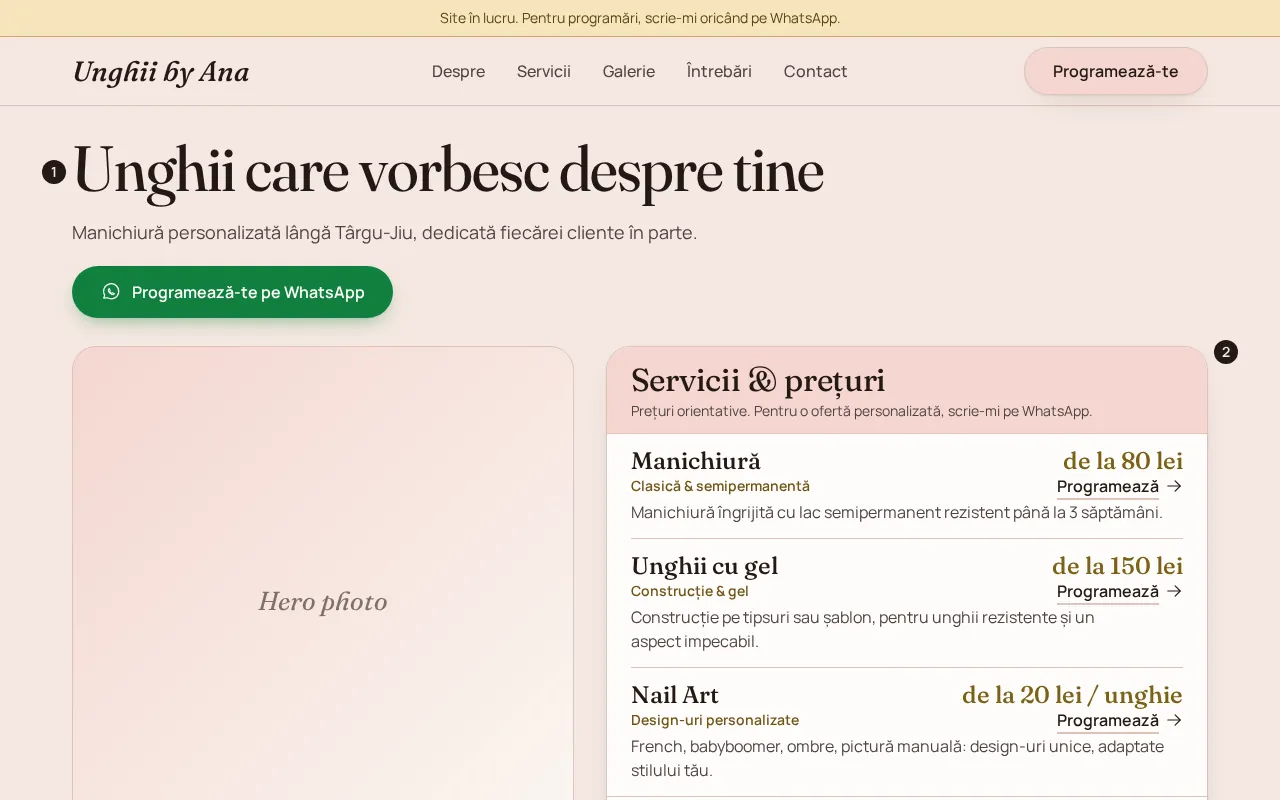 Site în lucru. Pentru programări, scrie-mi oricând pe WhatsApp.
Unghii by Ana
Despre
Servicii
Galerie
Întrebări
Contact
Programează-te
1
Unghii care vorbesc despre tine
Manichiură personalizată lângă Târgu-Jiu, dedicată fiecărei cliente în parte.
Programează-te pe WhatsApp
Hero photo
2
Servicii & prețuri
Prețuri orientative. Pentru o ofertă personalizată, scrie-mi pe WhatsApp.
Manichiură
de la 80 lei
Clasică & semipermanentă
Programează →
Manichiură îngrijită cu lac semipermanent rezistent până la 3 săptămâni.
Unghii cu gel
de la 150 lei
Construcție & gel
Programează →
Construcție pe tipsuri sau șablon, pentru unghii rezistente și un
aspect impecabil.
Nail Art
de la 20 lei / unghie
Design-uri personalizate
Programează →
French, babyboomer, ombre, pictură manuală: design-uri unice, adaptate
stilului tău.